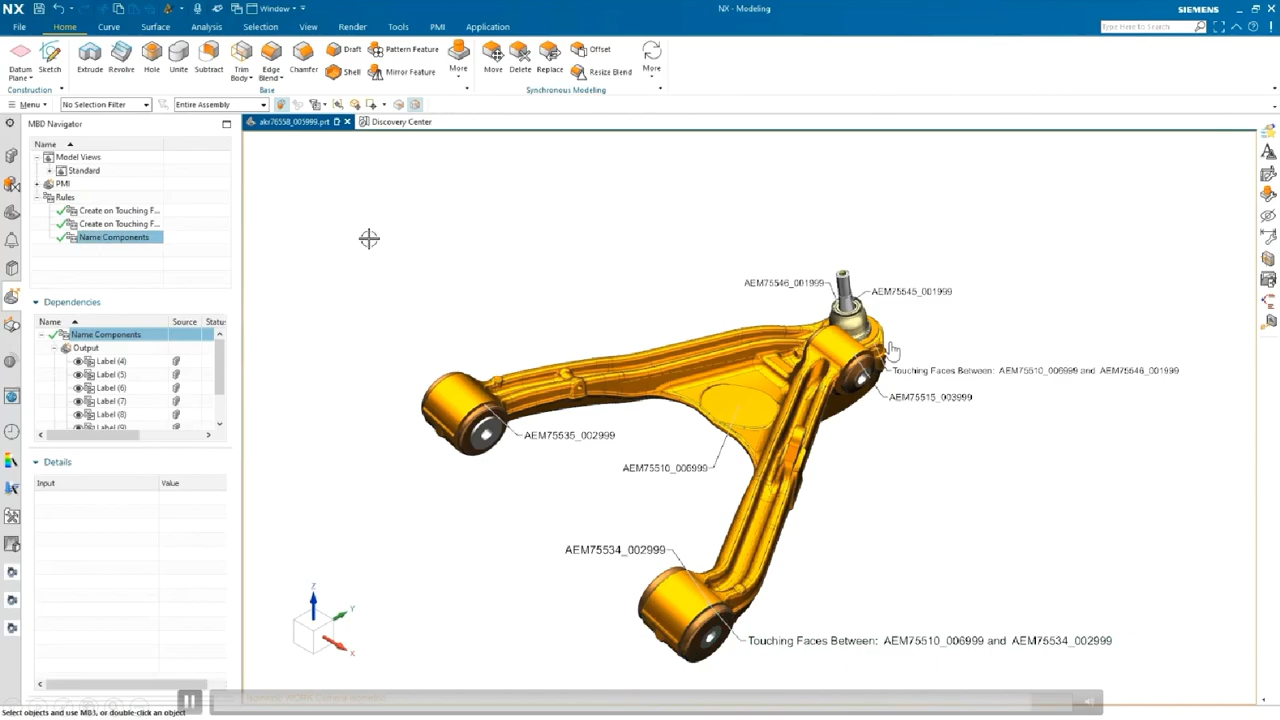 NX
Window
NX - Modeling
SIEMENS
File Home Curve Surface Analysis Selection View Render Tools PMI Application
Type Here to Search
Datum Plane Sketch Extrude Revolve Hole Unite Subtract Trim Body Edge Blend Chamfer Draft Shell Pattern Feature Mirror Feature More Move Delete Replace Offset Resize Blend More
Construction Base Synchronous Modeling
Menu No Selection Filter Entire Assembly
MBD Navigator
akr76558_005999.prt Discovery Center
Name
Model Views
Standard
PMI
Rules
Create on Touching F...
Create on Touching F...
Name Components
Dependencies
Name Source Status
Name Components
Output
Label (4)
Label (5)
Label (6)
Label (7)
Label (8)
Label (9)
Details
Input Value
AEM75546_001999
AEM75545_001999
Touching Faces Between: AEM75510_006999 and AEM75546_001999
AEM75515_003999
AEM75535_002999
AEM75510_006999
AEM75534_002999
Touching Faces Between: AEM75510_006999 and AEM75534_002999
Z
Y
X
Select objects and use MB3, or double-click an object